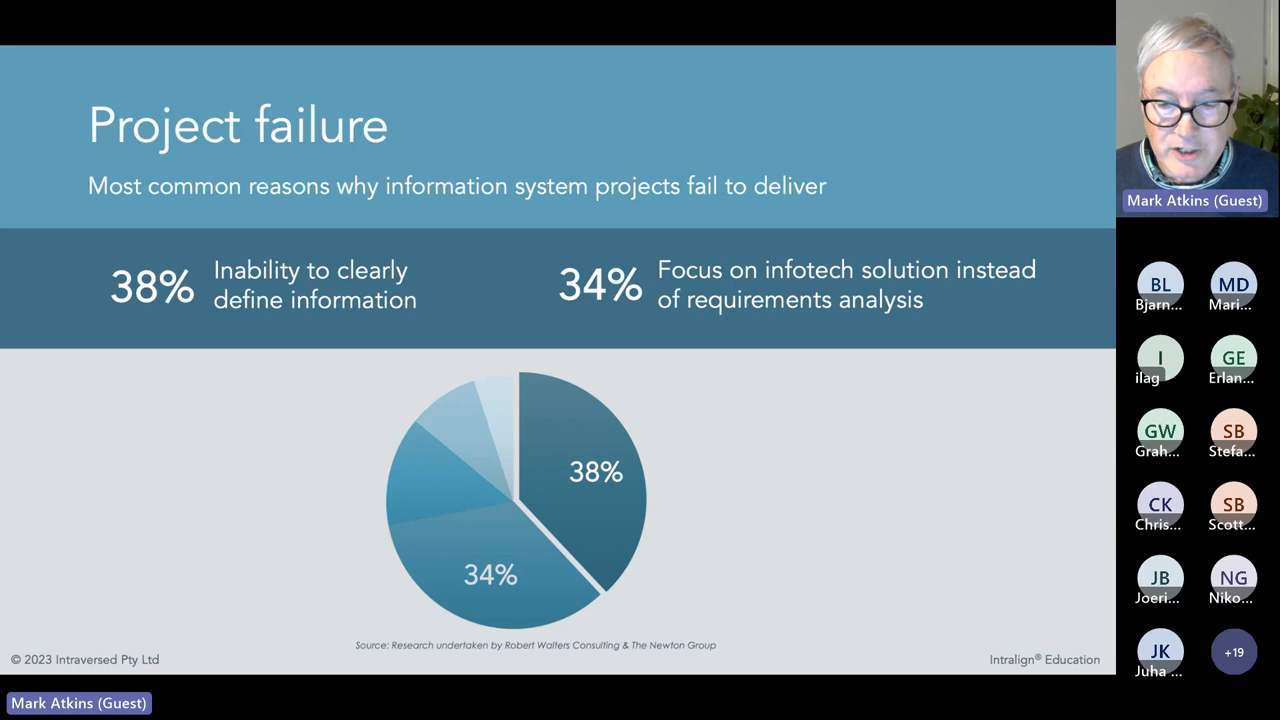 Project failure
Most common reasons why information system projects fail to deliver
38%
Inability to clearly
define information
34%
Focus on infotech solution instead
of requirements analysis
38%
34%
Source: Research undertaken by Robert Walters Consulting & The Newton Group
© 2023 Intraversed Pty Ltd
Intralign® Education
Mark Atkins (Guest)
Mark Atkins (Guest)
BL
Bjarn...
MD
Mari...
I
ilag
GE
Erlan...
GW
Grah...
SB
Stefa...
CK
Chris...
SB
Scott...
JB
Joeri...
NG
Niko...
JK
Juha ...
+19